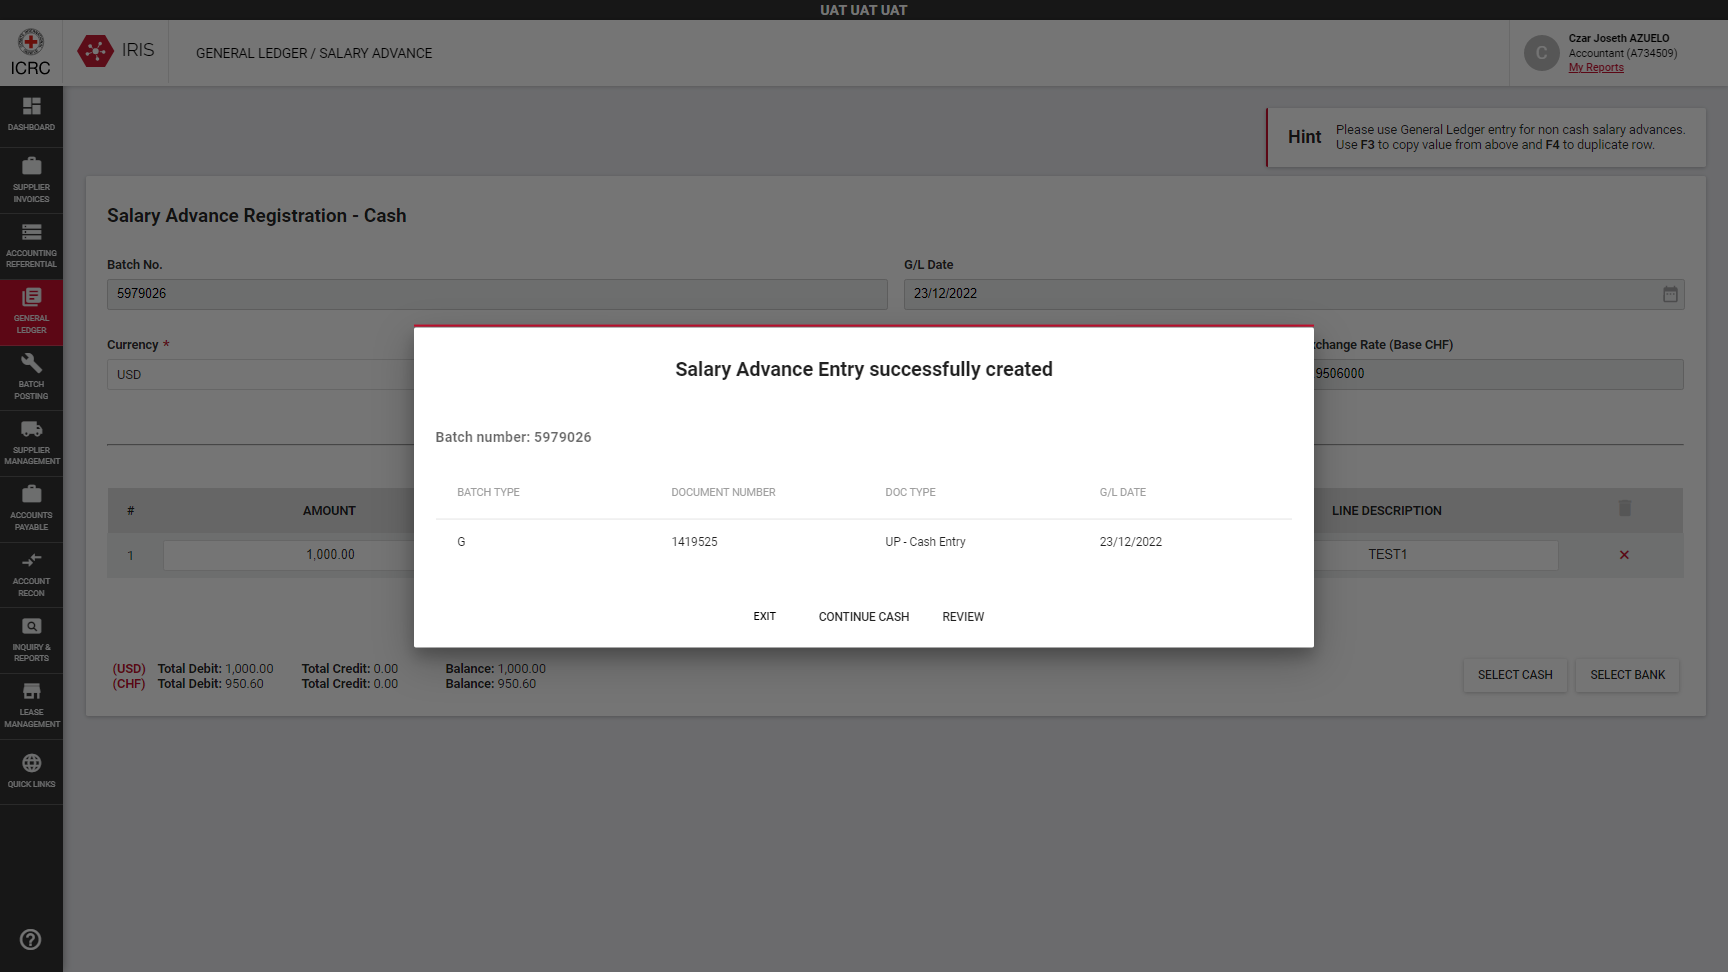 UAT UAT UAT
ICRC
IRIS
GENERAL LEDGER / SALARY ADVANCE
C
Czar Joseth AZUELO
Accountant (A734509)
My Reports
DASHBOARD
SUPPLIER
INVOICES
ACCOUNTING
REFERENTIAL
GENERAL
LEDGER
BATCH
POSTING
SUPPLIER
MANAGEMENT
ACCOUNTS
PAYABLE
ACCOUNT
RECON
INQUIRY &
REPORTS
LEASE
MANAGEMENT
QUICK LINKS
Hint
Please use General Ledger entry for non cash salary advances.
Use F3 to copy value from above and F4 to duplicate row.
Salary Advance Registration - Cash
Batch No.
G/L Date
5979026
23/12/2022
Currency *
change Rate (Base CHF)
USD
9506000
# AMOUNT LINE DESCRIPTION
1 1,000.00 TEST1
Salary Advance Entry successfully created
Batch number: 5979026
BATCH TYPE DOCUMENT NUMBER DOC TYPE G/L DATE
G 1419525 UP - Cash Entry 23/12/2022
EXIT CONTINUE CASH REVIEW
(USD) Total Debit: 1,000.00 Total Credit: 0.00 Balance: 1,000.00
(CHF) Total Debit: 950.60 Total Credit: 0.00 Balance: 950.60
SELECT CASH SELECT BANK